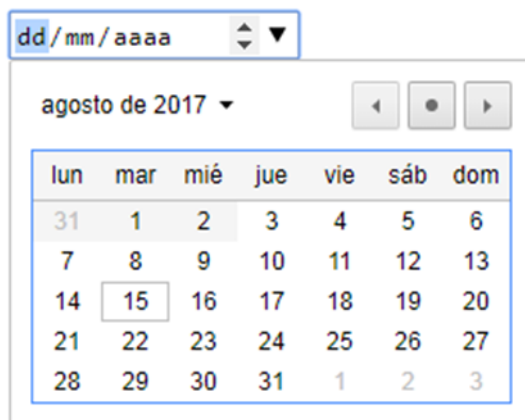 dd/mm/aaaa
agosto de 2017
lun mar mié jue vie sáb dom
31 1 2 3 4 5 6
7 8 9 10 11 12 13
14 15 16 17 18 19 20
21 22 23 24 25 26 27
28 29 30 31 1 2 3